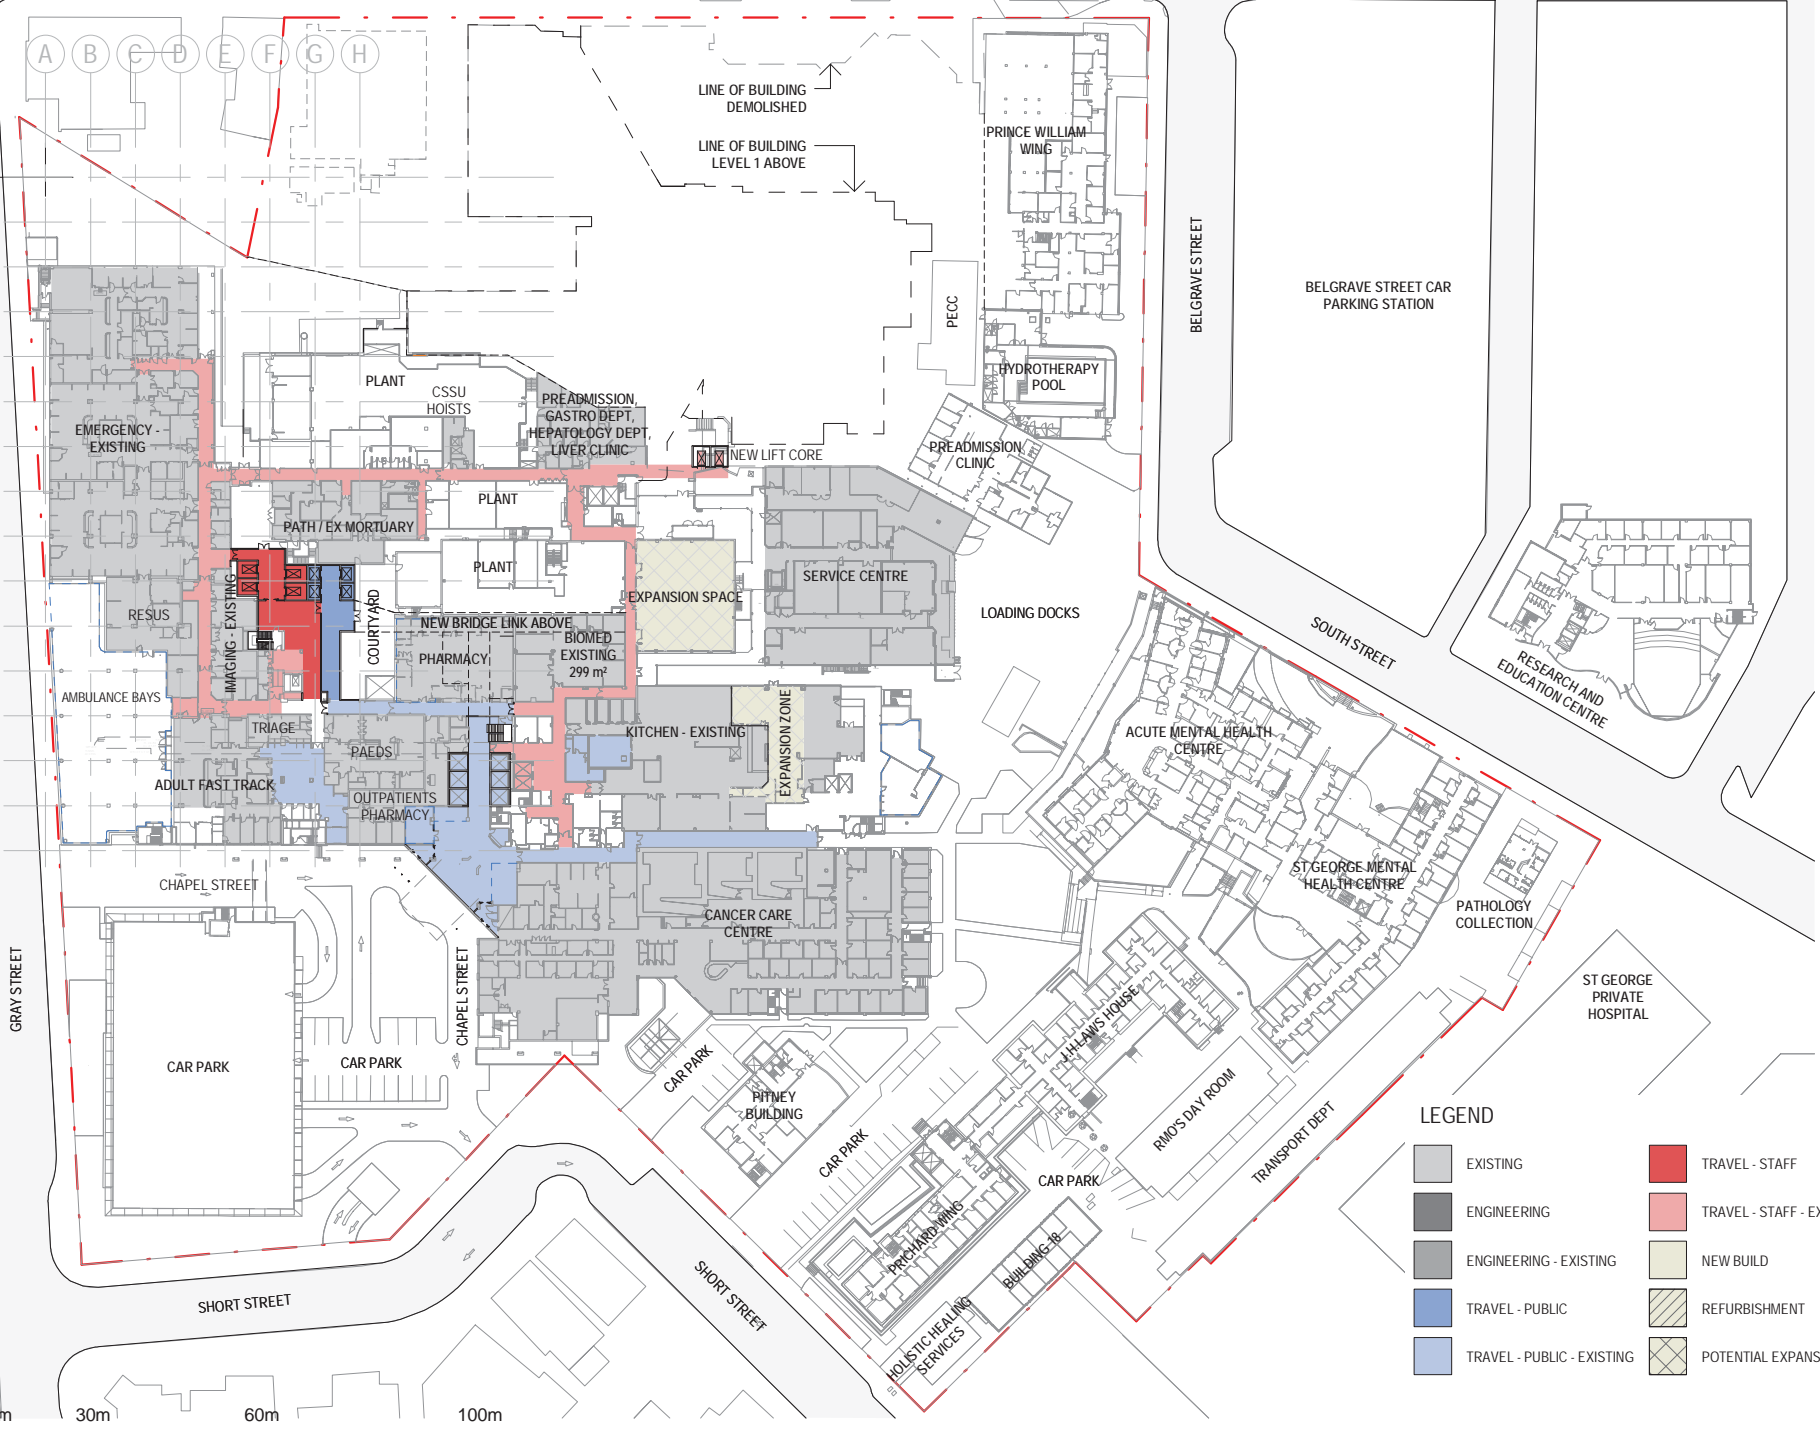 A B C D E F G H
LINE OF BUILDING
DEMOLISHED
LINE OF BUILDING
LEVEL 1 ABOVE
PRINCE WILLIAM
WING
BELGRAVE STREET
BELGRAVE STREET CAR
PARKING STATION
PECC
HYDROTHERAPY
POOL
PLANT
CSSU
HOISTS
PREADMISSION,
GASTRO DEPT,
HEPATOLOGY DEPT,
LIVER CLINIC
EMERGENCY -
EXISTING
NEW LIFT CORE
PREADMISSION
CLINIC
PLANT
PATH / EX MORTUARY
PLANT
SERVICE CENTRE
EXPANSION SPACE
RESUS
IMAGING - EXISTING
COURTYARD
NEW BRIDGE LINK ABOVE
LOADING DOCKS
SOUTH STREET
PHARMACY
BIOMED
EXISTING
299 m²
RESEARCH AND
EDUCATION CENTRE
AMBULANCE BAYS
TRIAGE
PAEDS
KITCHEN - EXISTING
EXPANSION ZONE
ACUTE MENTAL HEALTH
CENTRE
ADULT FAST TRACK
OUTPATIENTS
PHARMACY
CHAPEL STREET
ST GEORGE MENTAL
HEALTH CENTRE
CANCER CARE
CENTRE
PATHOLOGY
COLLECTION
GRAY STREET
CHAPEL STREET
ST GEORGE
PRIVATE
HOSPITAL
J.H.LAWS HOUSE
CAR PARK
CAR PARK
CAR PARK
PITNEY
BUILDING
RMO'S DAY ROOM
CAR PARK
TRANSPORT DEPT
CAR PARK
PRICHARD WING
BUILDING 18
SHORT STREET
SHORT STREET
HOLISTIC HEALING
SERVICES
LEGEND
EXISTING
ENGINEERING
ENGINEERING - EXISTING
TRAVEL - PUBLIC
TRAVEL - PUBLIC - EXISTING
TRAVEL - STAFF
TRAVEL - STAFF - EX
NEW BUILD
REFURBISHMENT
POTENTIAL EXPANS
m 30m 60m 100m